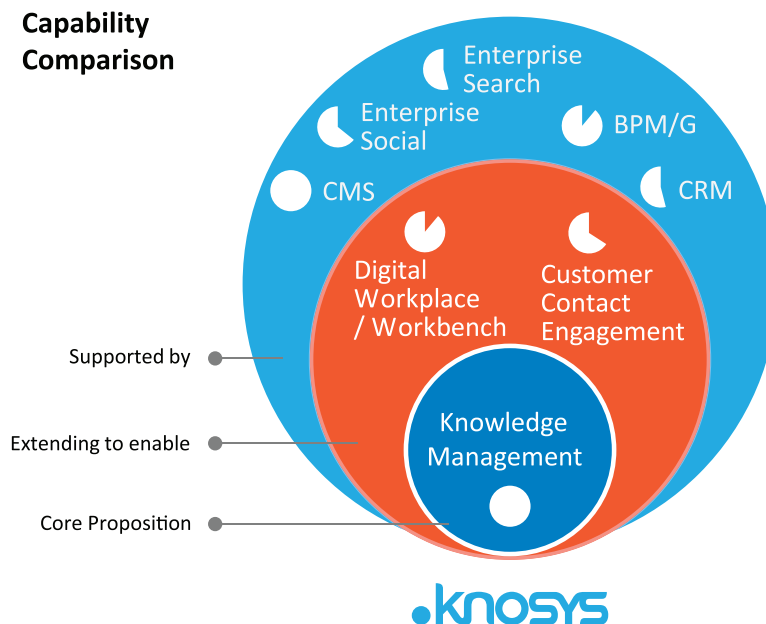 Capability
Comparison
Enterprise
Search
Enterprise
Social
BPM/G
CMS
CRM
Digital
Workplace
/ Workbench
Customer
Contact
Engagement
Supported by
Knowledge
Management
Extending to enable
Core Proposition
.knosys